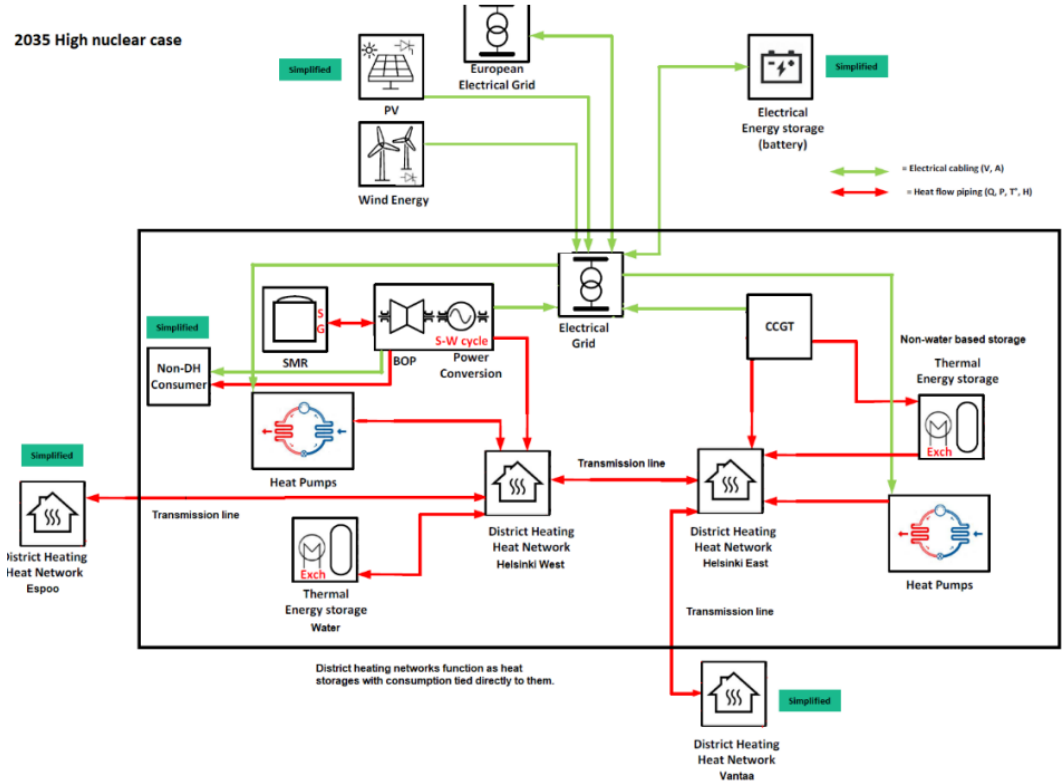 2035 High nuclear case
Simplified
PV
European
Electrical Grid
Simplified
Electrical
Energy storage
(battery)
Wind Energy
= Electrical cabling (V, A)
= Heat flow piping (Q, P, T°, H)
Simplified
Non-DH
Consumer
S
G
SMR
S-W cycle
BOP
Power
Conversion
Electrical
Grid
CCGT
Non-water based storage
Thermal
Energy storage
Exch
Heat Pumps
Simplified
District Heating
Heat Network
Espoo
Transmission line
Exch
Thermal
Energy storage
Water
District Heating
Heat Network
Helsinki West
Transmission line
District Heating
Heat Network
Helsinki East
Heat Pumps
Transmission line
District heating networks function as heat
storages with consumption tied directly to them.
Simplified
District Heating
Heat Network
Vantaa